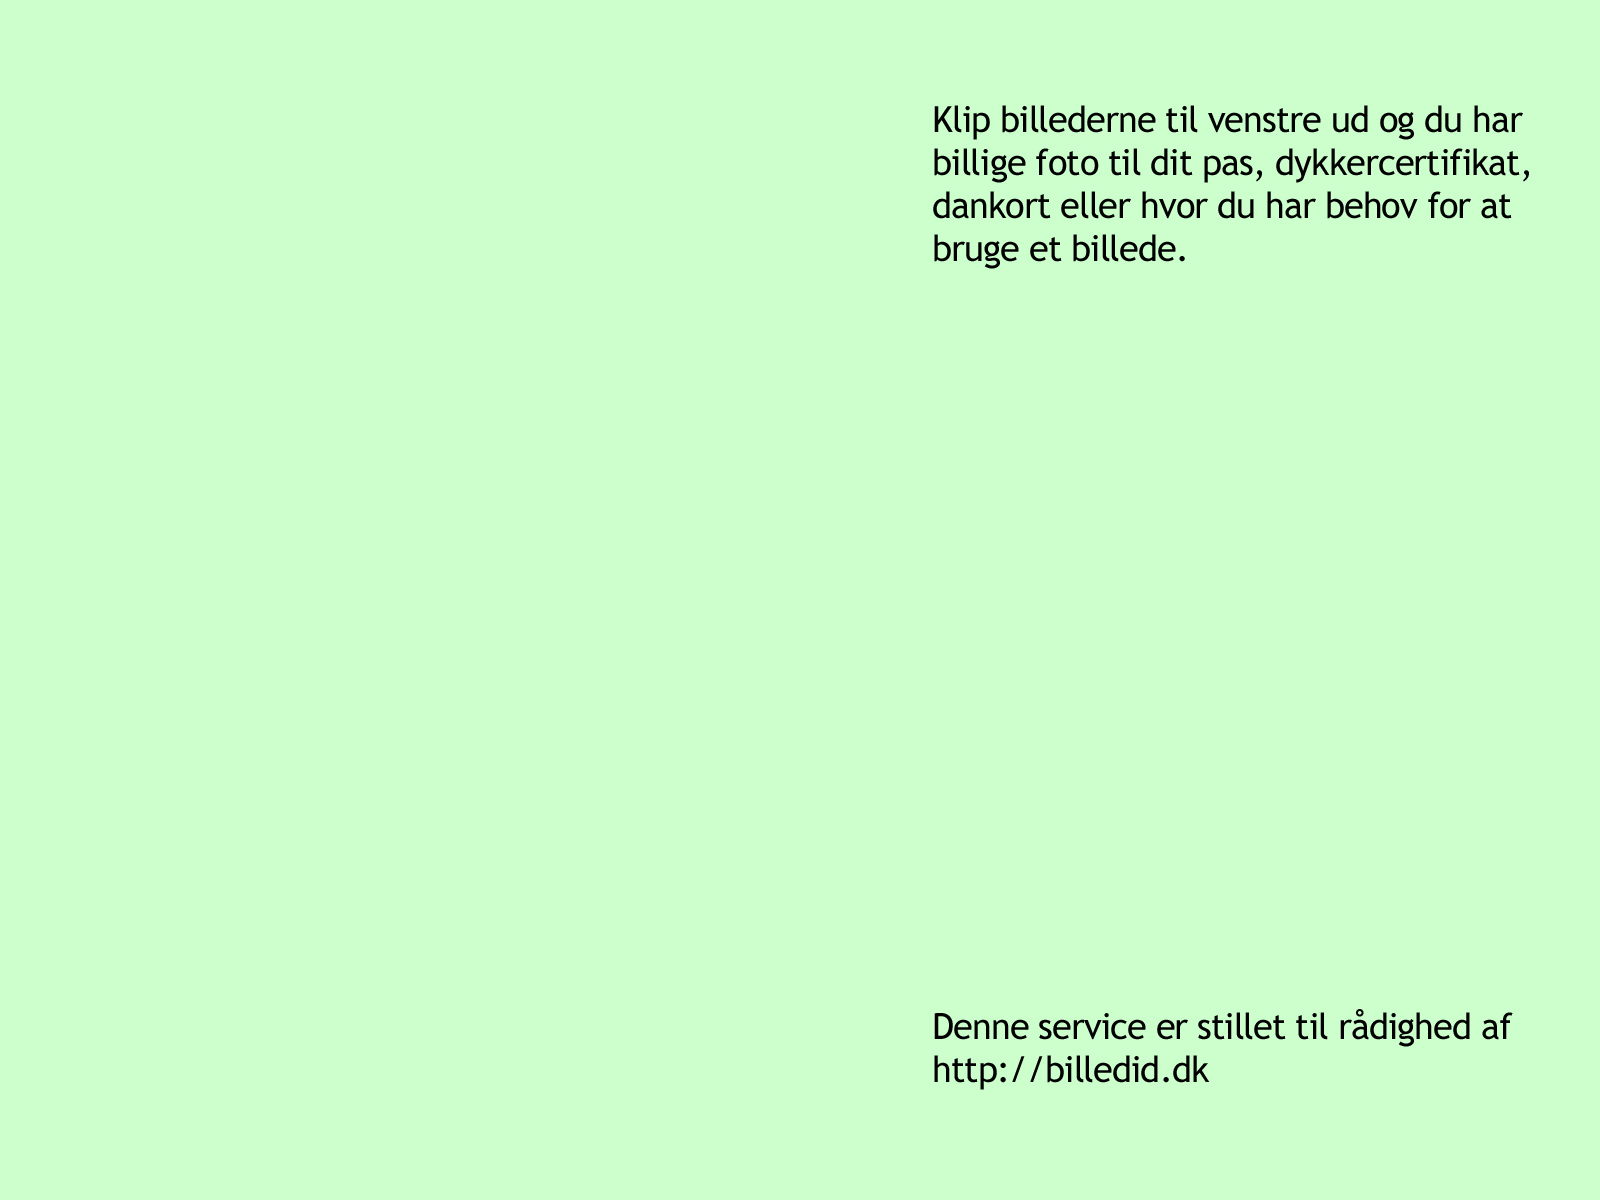 Klip billederne til venstre ud og du har
billige foto til dit pas, dykkercertifikat,
dankort eller hvor du har behov for at
bruge et billede.
Denne service er stillet til rådighed af
http://billedid.dk